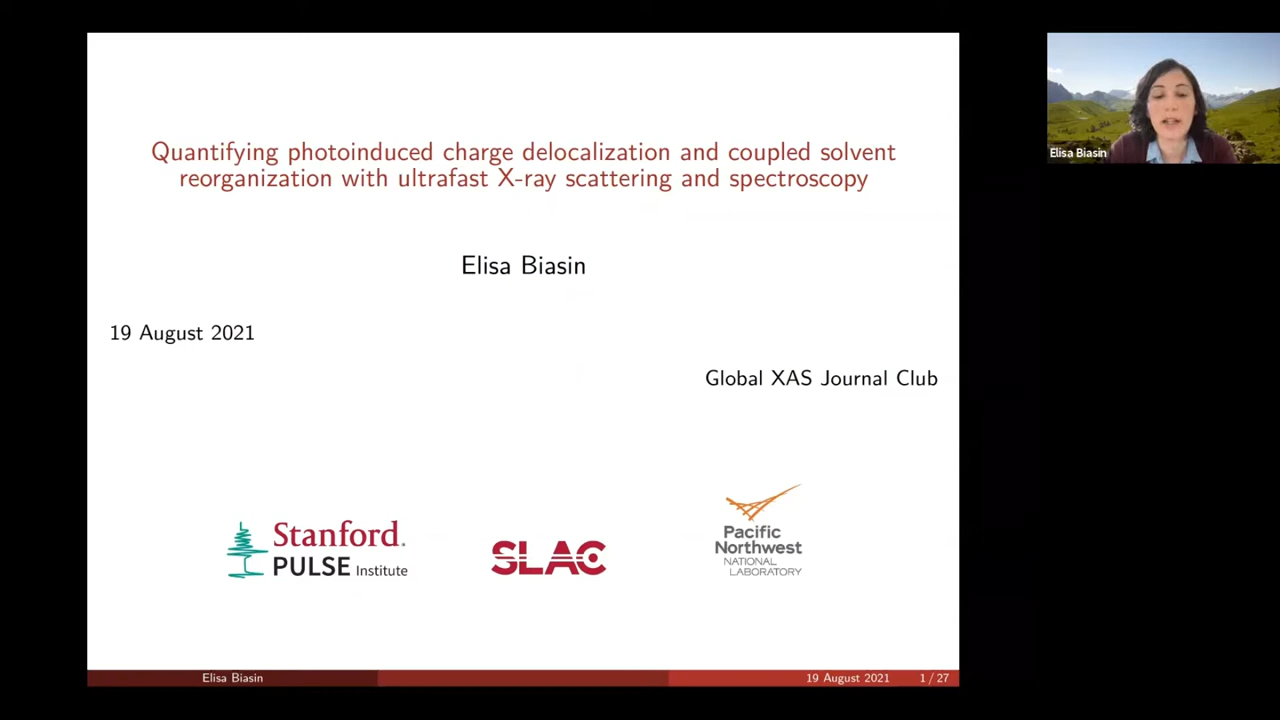 Quantifying photoinduced charge delocalization and coupled solvent
reorganization with ultrafast X-ray scattering and spectroscopy
Elisa Biasin
Elisa Biasin
19 August 2021
Global XAS Journal Club
Stanford
PULSE Institute
SLAC
Pacific
Northwest
NATIONAL
LABORATORY
Elisa Biasin 19 August 2021 1 / 27